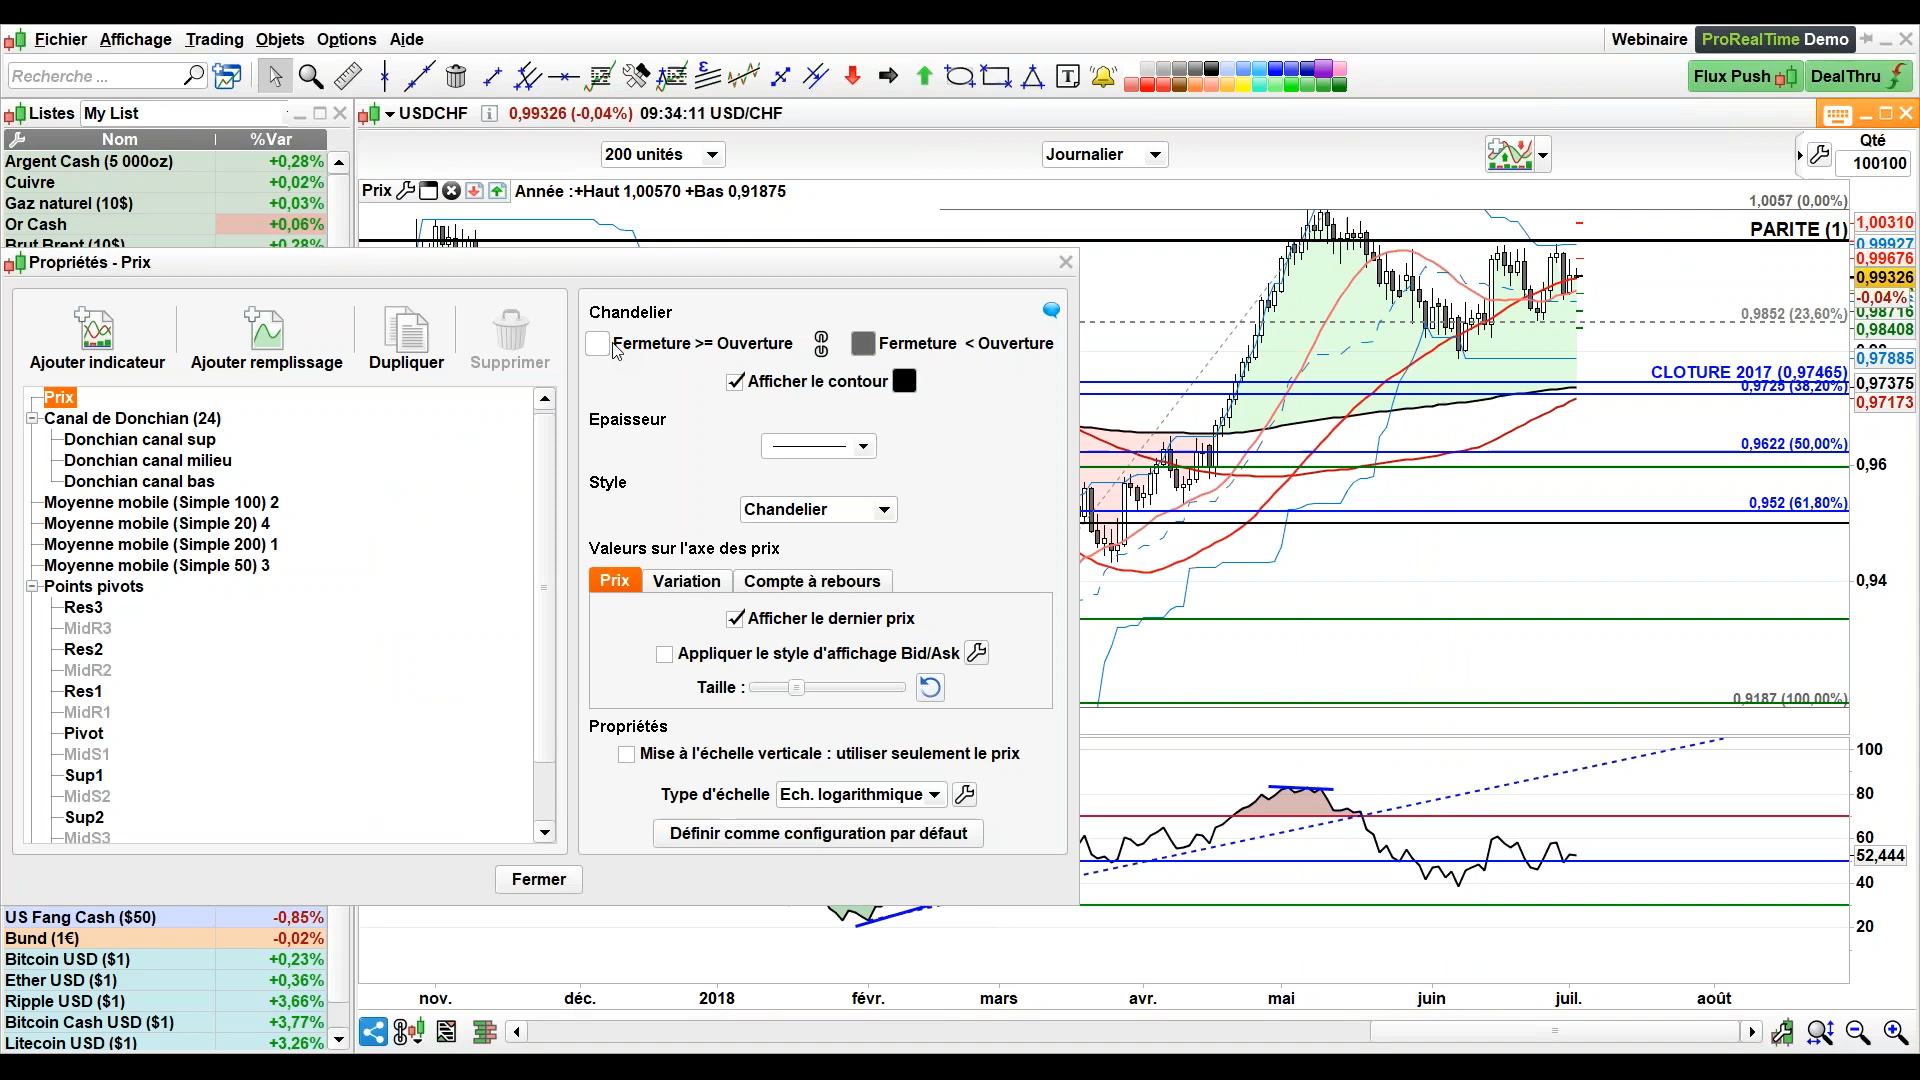 Fichier Affichage Trading Objets Options Aide
Webinaire ProRealTime Demo
Recherche ...
T
Flux Push DealThru
Listes My List
USDCHF 0,99326 (-0,04%) 09:34:11 USD/CHF
Nom %Var
200 unités Journalier
Qté
100100
Argent Cash (5 000oz) +0,28%
Cuivre +0,02%
Gaz naturel (10$) +0,03%
Or Cash +0,06%
Brut Brent (10$) +0,28%
Prix Année :+Haut 1,00570 +Bas 0,91875
1,0057 (0,00%)
PARITE (1)
1,00310
0,99927
0,99676
0,99326
-0,04%
0,98716
0,98408
0,9852 (23,60%)
0,97885
CLOTURE 2017 (0,97465)
0,9725 (38,20%)
0,97375
0,97173
0,9622 (50,00%)
0,96
0,952 (61,80%)
0,94
0,9187 (100,00%)
Propriétés - Prix
Ajouter indicateur Ajouter remplissage Dupliquer Supprimer
Prix
Canal de Donchian (24)
Donchian canal sup
Donchian canal milieu
Donchian canal bas
Moyenne mobile (Simple 100) 2
Moyenne mobile (Simple 20) 4
Moyenne mobile (Simple 200) 1
Moyenne mobile (Simple 50) 3
Points pivots
Res3
MidR3
Res2
MidR2
Res1
MidR1
Pivot
MidS1
Sup1
MidS2
Sup2
MidS3
Chandelier
Fermeture >= Ouverture Fermeture < Ouverture
Afficher le contour
Epaisseur
Style
Chandelier
Valeurs sur l'axe des prix
Prix Variation Compte à rebours
Afficher le dernier prix
Appliquer le style d'affichage Bid/Ask
Taille :
Propriétés
Mise à l'échelle verticale : utiliser seulement le prix
Type d'échelle Ech. logarithmique
Définir comme configuration par défaut
Fermer
100
80
60
52,444
40
20
US Fang Cash ($50) -0,85%
Bund (1€) -0,02%
Bitcoin USD ($1) +0,23%
Ether USD ($1) +0,36%
Ripple USD ($1) +3,66%
Bitcoin Cash USD ($1) +3,77%
Litecoin USD ($1) +3,26%
nov. déc. 2018 févr. mars avr. mai juin juil. août